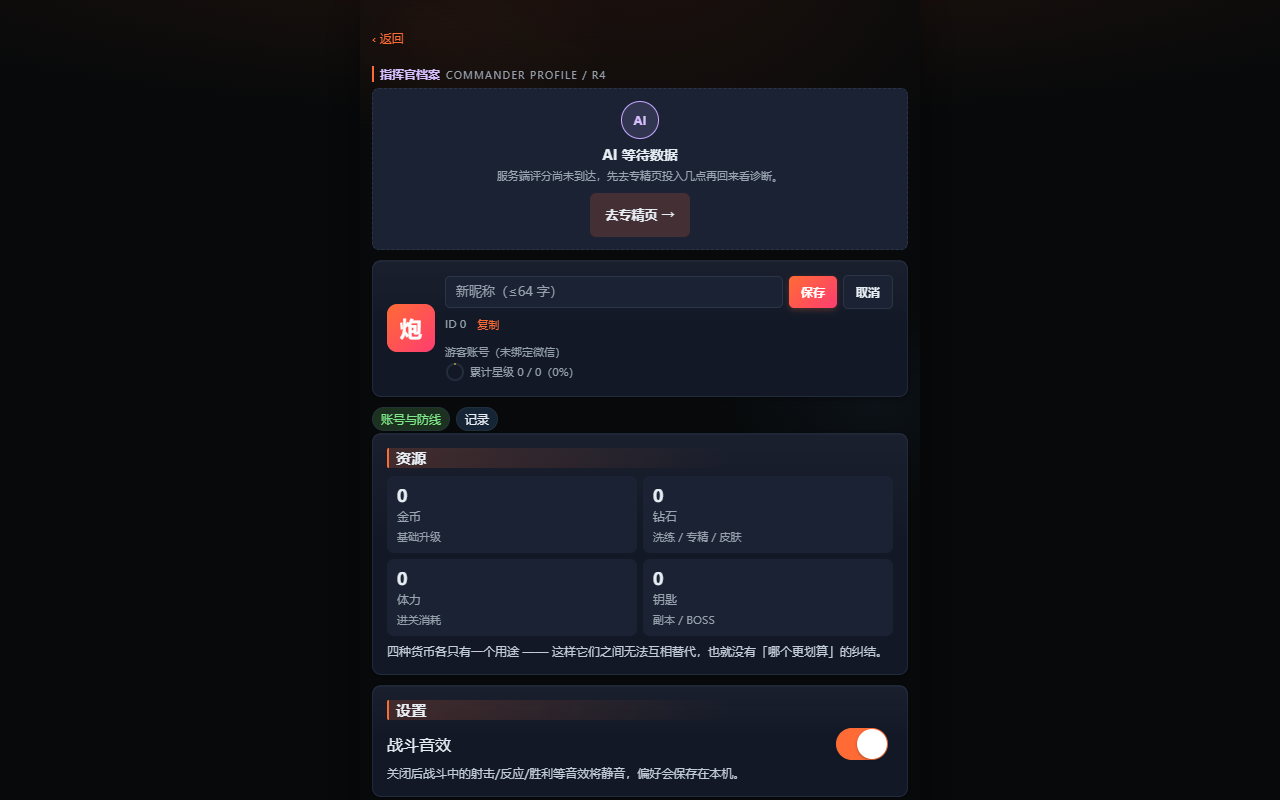 ‹ 返回
指挥官档案 COMMANDER PROFILE / R4
AI
AI 等待数据
服务端评分尚未到达，先去专精页投入几点再回来看诊断。
去专精页 →
炮
新昵称（≤64 字）
保存
取消
ID 0 复制
游客账号（未绑定微信）
累计星级 0 / 0（0%）
账号与防线
记录
资源
0
金币
基础升级
0
钻石
洗练 / 专精 / 皮肤
0
体力
进关消耗
0
钥匙
副本 / BOSS
四种货币各只有一个用途 —— 这样它们之间无法互相替代，也就没有「哪个更划算」的纠结。
设置
战斗音效
关闭后战斗中的射击/反应/胜利等音效将静音，偏好会保存在本机。